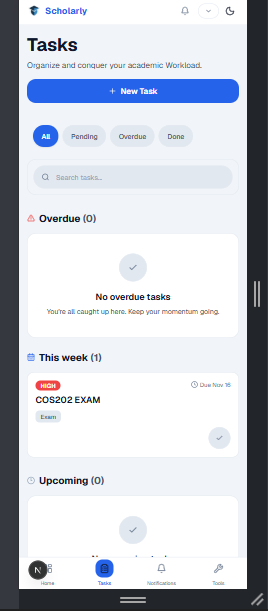 Scholarly
Tasks
Organize and conquer your academic Workload.
+ New Task
All
Pending
Overdue
Done
Search tasks...
Overdue (0)
No overdue tasks
You're all caught up here. Keep your momentum going.
This week (1)
HIGH
Due Nov 16
COS202 EXAM
Exam
Upcoming (0)
N
Home
Tasks
Notifications
Tools